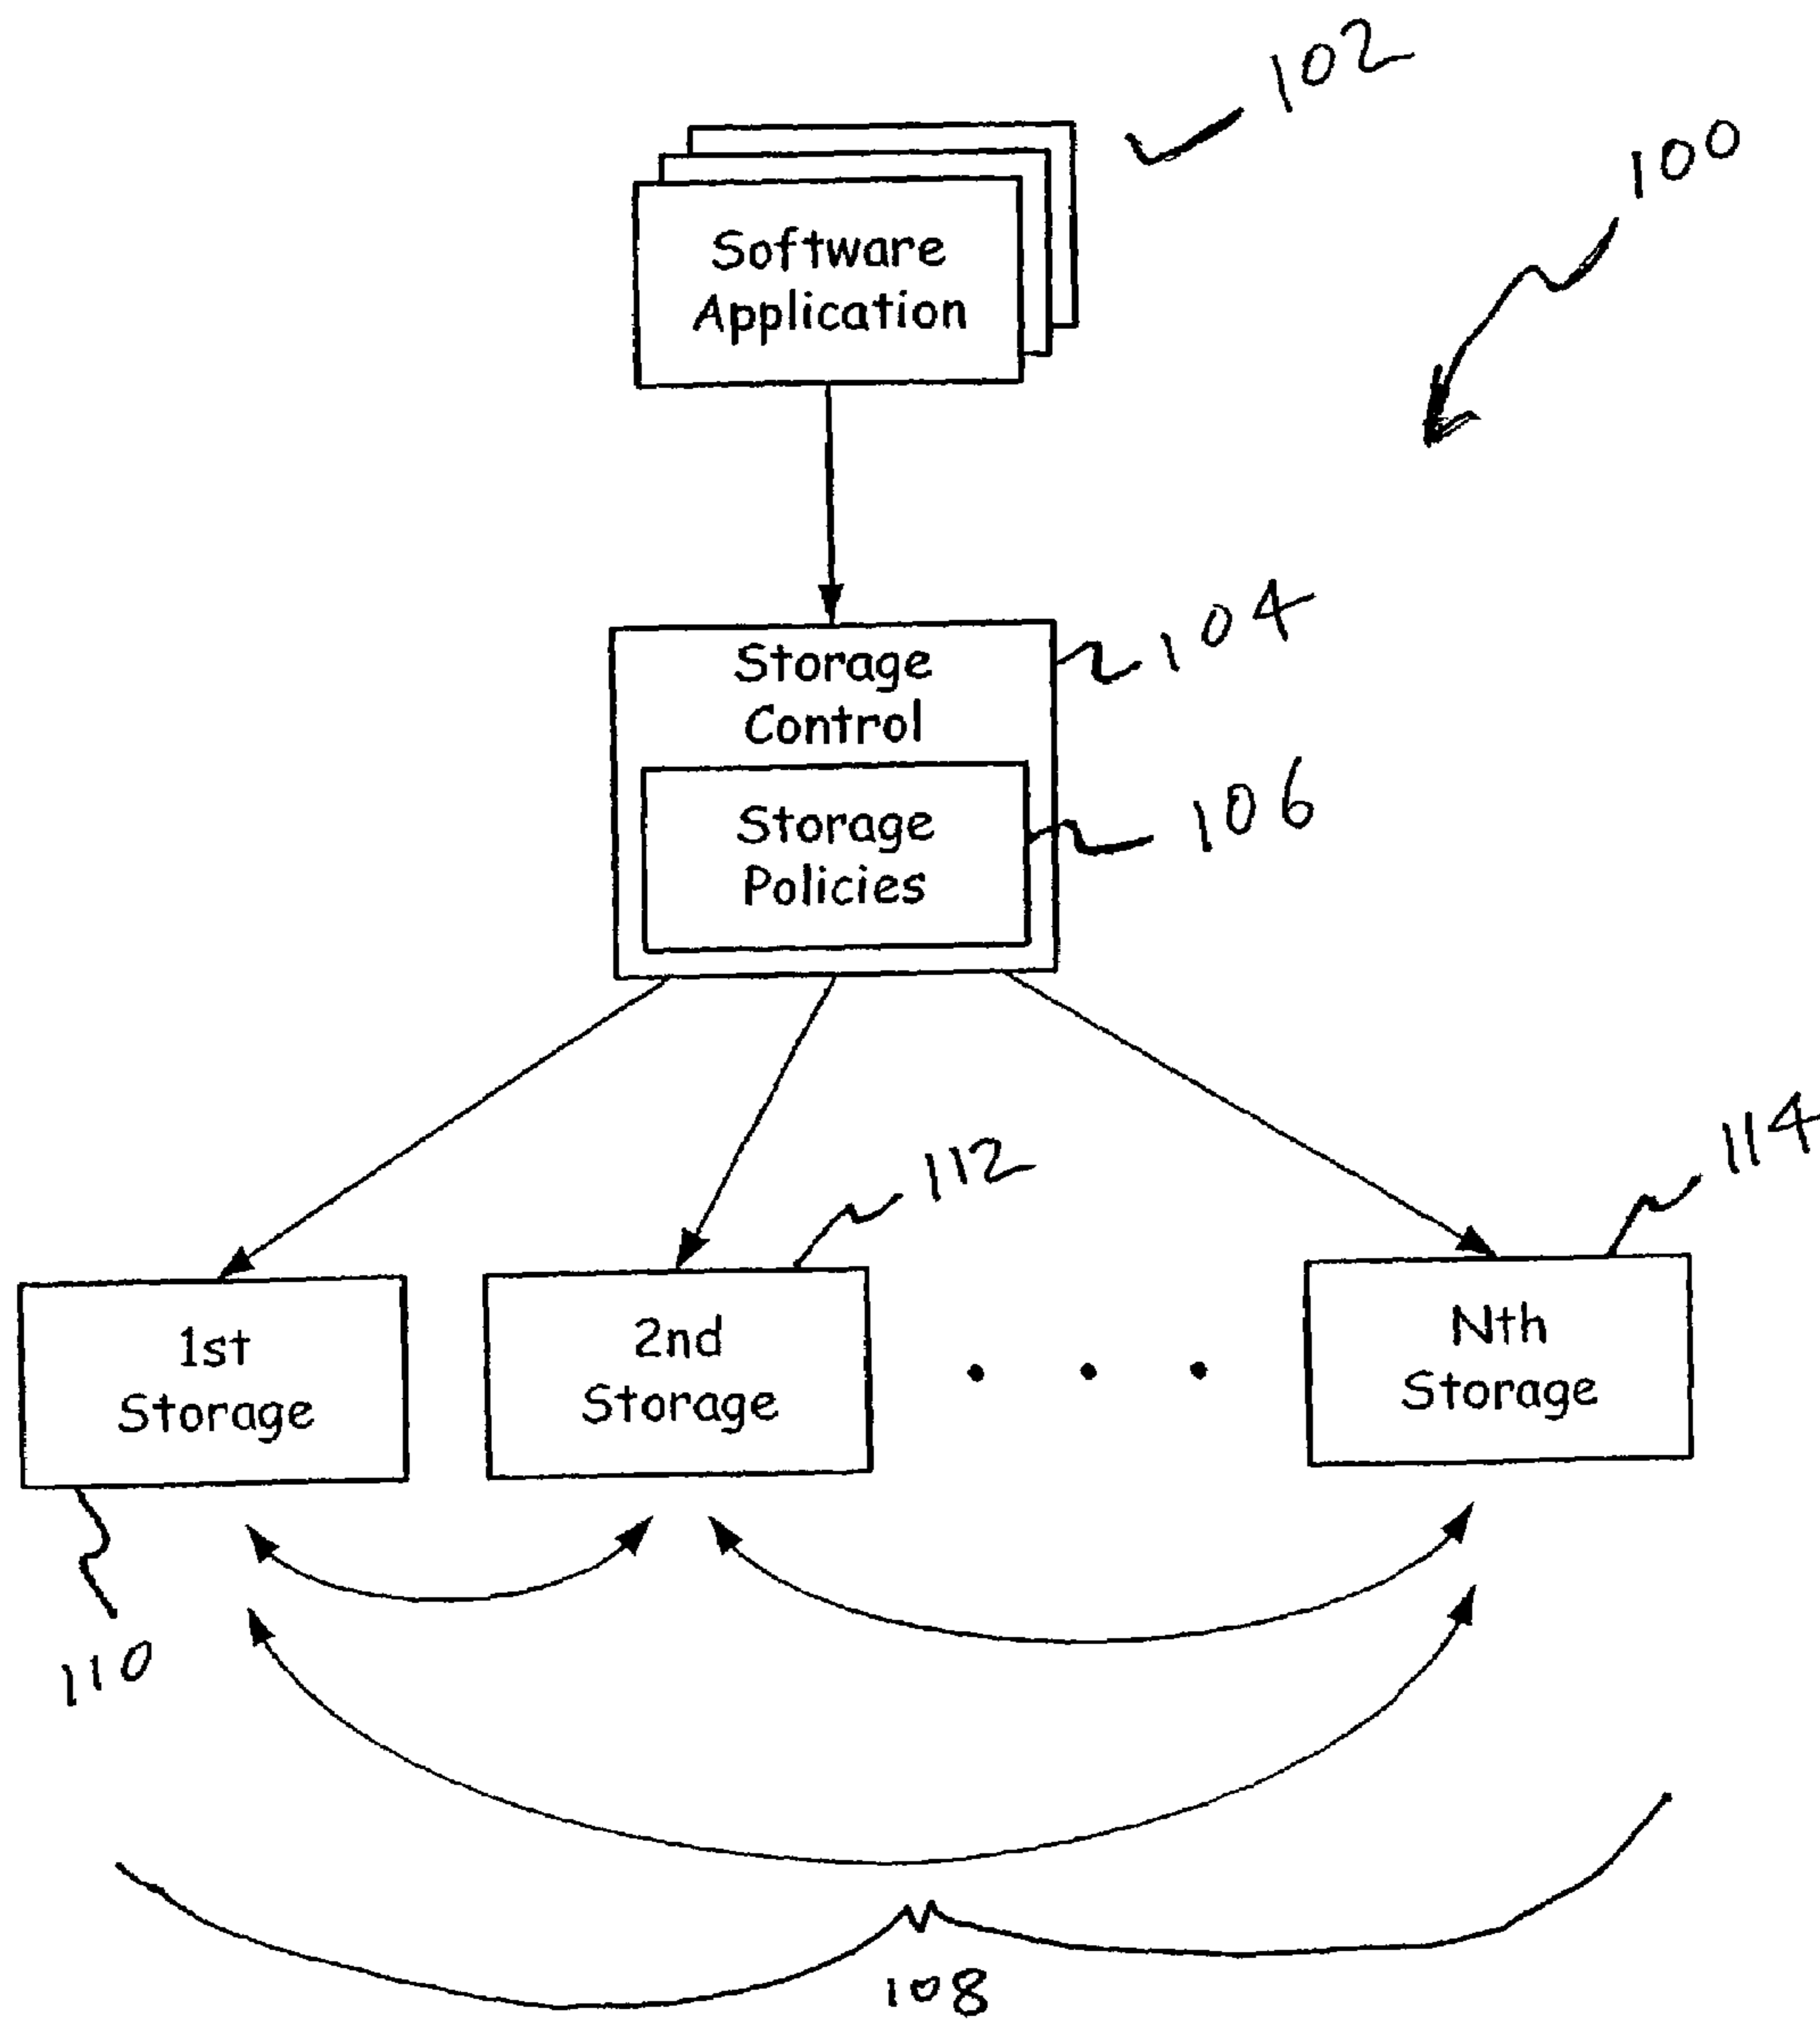 102
100
Software
Application
104
Storage
Control
106
Storage
Policies
112
114
1st
Storage
2nd
Storage
Nth
Storage
110
108